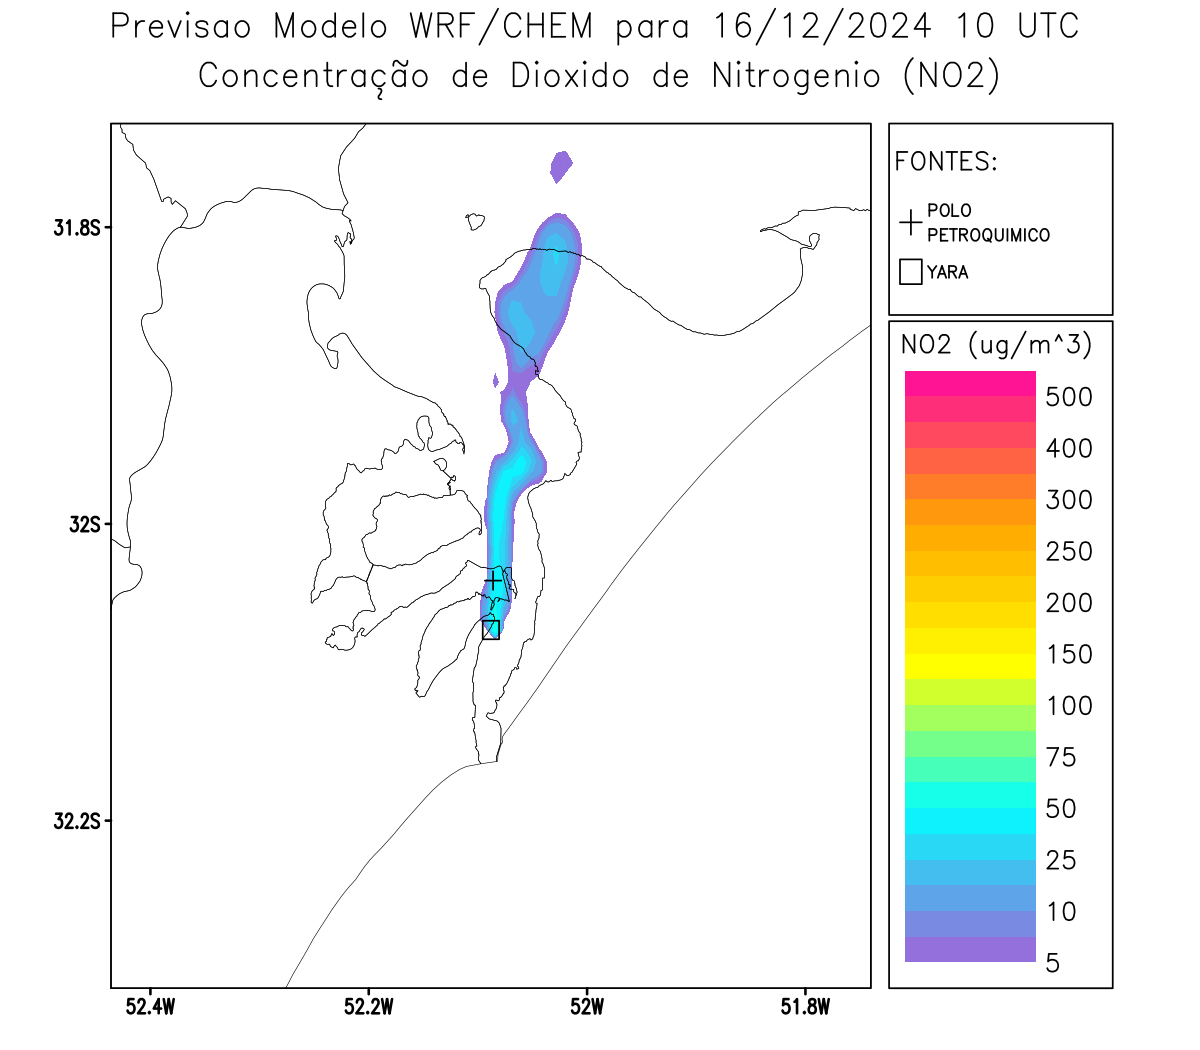 Previsao Modelo WRF/CHEM para 16/12/2024 10 UTC
Concentração de Dioxido de Nitrogenio (NO2)
FONTES:
POLO
PETROQUIMICO
YARA
NO2 (ug/m^3)
500
400
300
250
200
150
100
75
50
25
10
5
31.8S
32S
32.2S
52.4W
52.2W
52W
51.8W